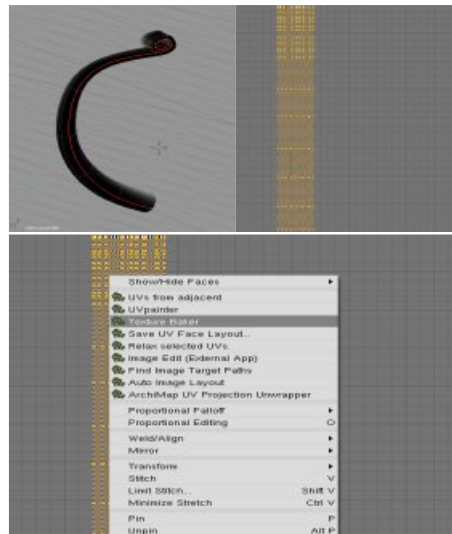 Show/Hide Faces
UVs from adjacent
UVpainter
Texture Baker
Save UV Face Layout...
Relax selected UVs.
Image Edit (External App)
Find Image Target Paths
Auto Image Layout
ArchiMap UV Projection Unwrapper
Proportional Falloff
Proportional Editing O
Weld/Align
Mirror
Transform
Stitch V
Limit Stitch... Shift V
Minimize Stretch Ctrl V
Pin P
Unpin Alt P